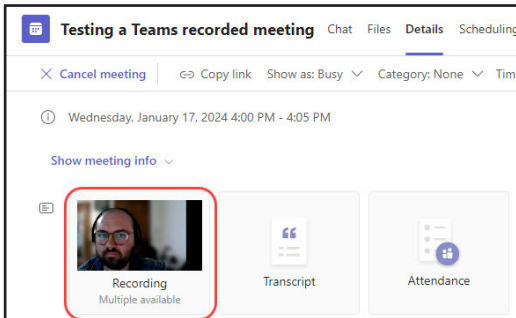 Testing a Teams recorded meeting Chat Files Details Scheduling
Cancel meeting Copy link Show as: Busy Category: None Tim
Wednesday, January 17, 2024 4:00 PM - 4:05 PM
Show meeting info
Recording Transcript Attendance
Multiple available